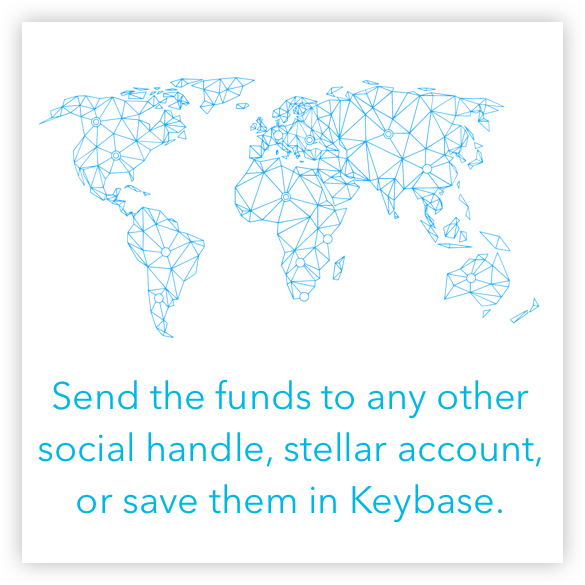 Send the funds to any other
social handle, stellar account,
or save them in Keybase.